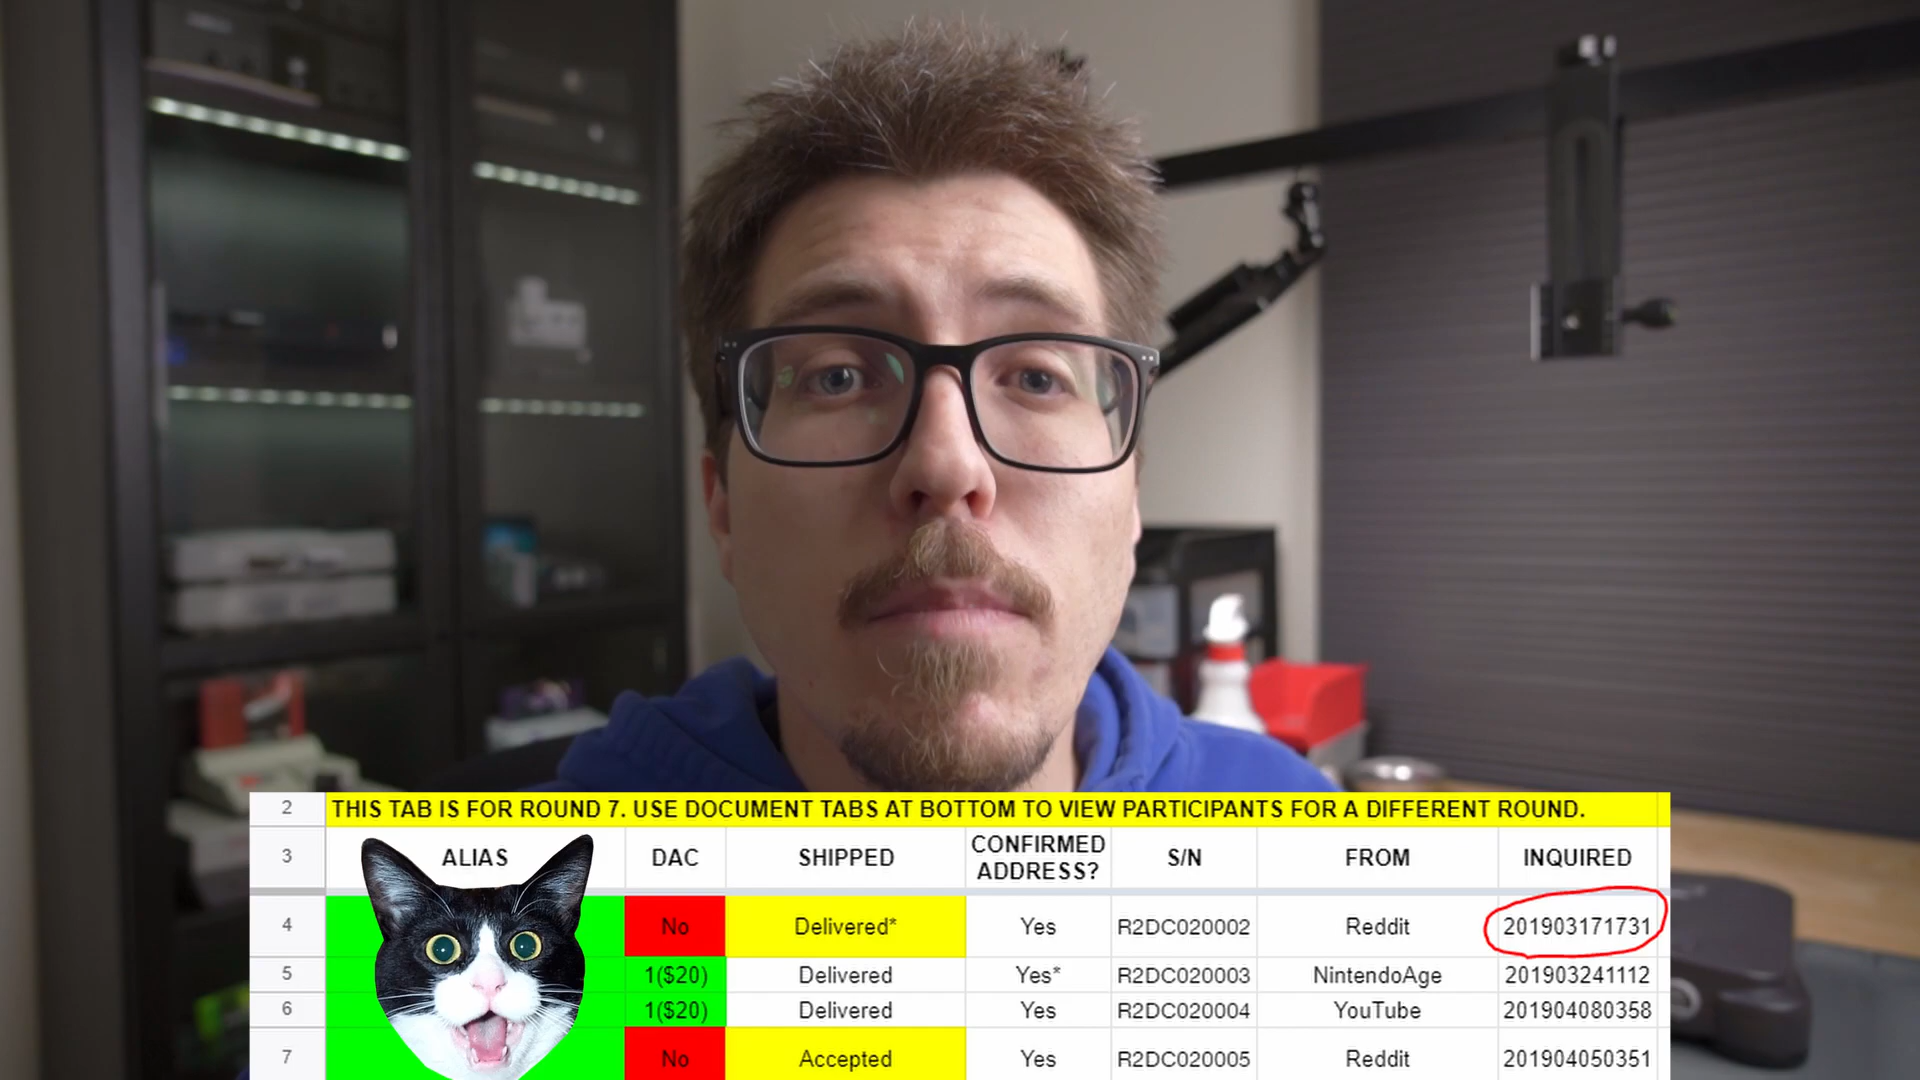 2 THIS TAB IS FOR ROUND 7. USE DOCUMENT TABS AT BOTTOM TO VIEW PARTICIPANTS FOR A DIFFERENT ROUND.
3 ALIAS DAC SHIPPED CONFIRMED ADDRESS? S/N FROM INQUIRED
4 No Delivered* Yes R2DC020002 Reddit 201903171731
5 1($20) Delivered Yes* R2DC020003 NintendoAge 201903241112
6 1($20) Delivered Yes R2DC020004 YouTube 201904080358
7 No Accepted Yes R2DC020005 Reddit 201904050351